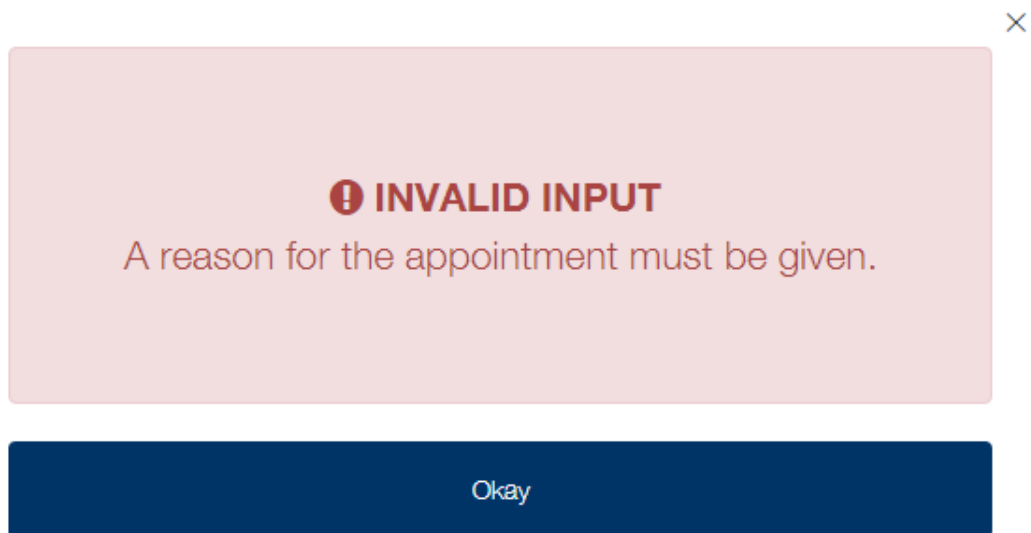 INVALID INPUT
A reason for the appointment must be given.
Okay